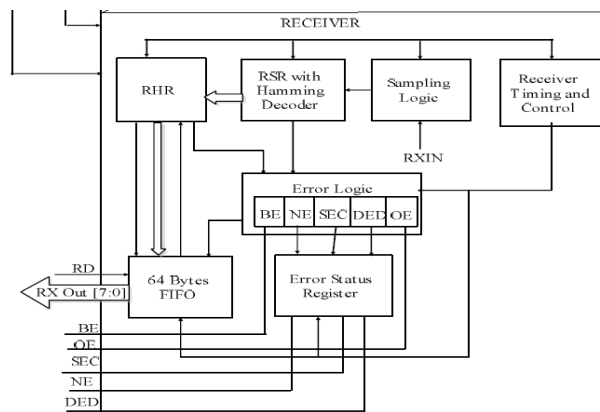 RECEIVER
RHR
RSR with
Hamming
Decoder
Sampling
Logic
Receiver
Timing and
Control
RXIN
Error Logic
BE NE SEC DED OE
RD
RX Out [7:0]
64 Bytes
FIFO
Error Status
Register
BE
OE
SEC
NE
DED